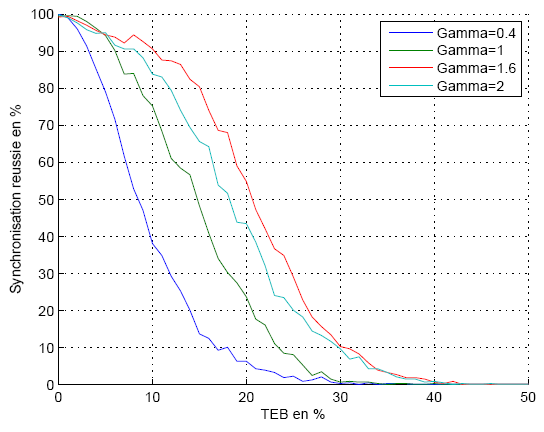 100
90
80
70
60
50
40
30
20
10
0
Synchronisation reussie en %
0 10 20 30 40 50
TEB en %
Gamma=0.4
Gamma=1
Gamma=1.6
Gamma=2